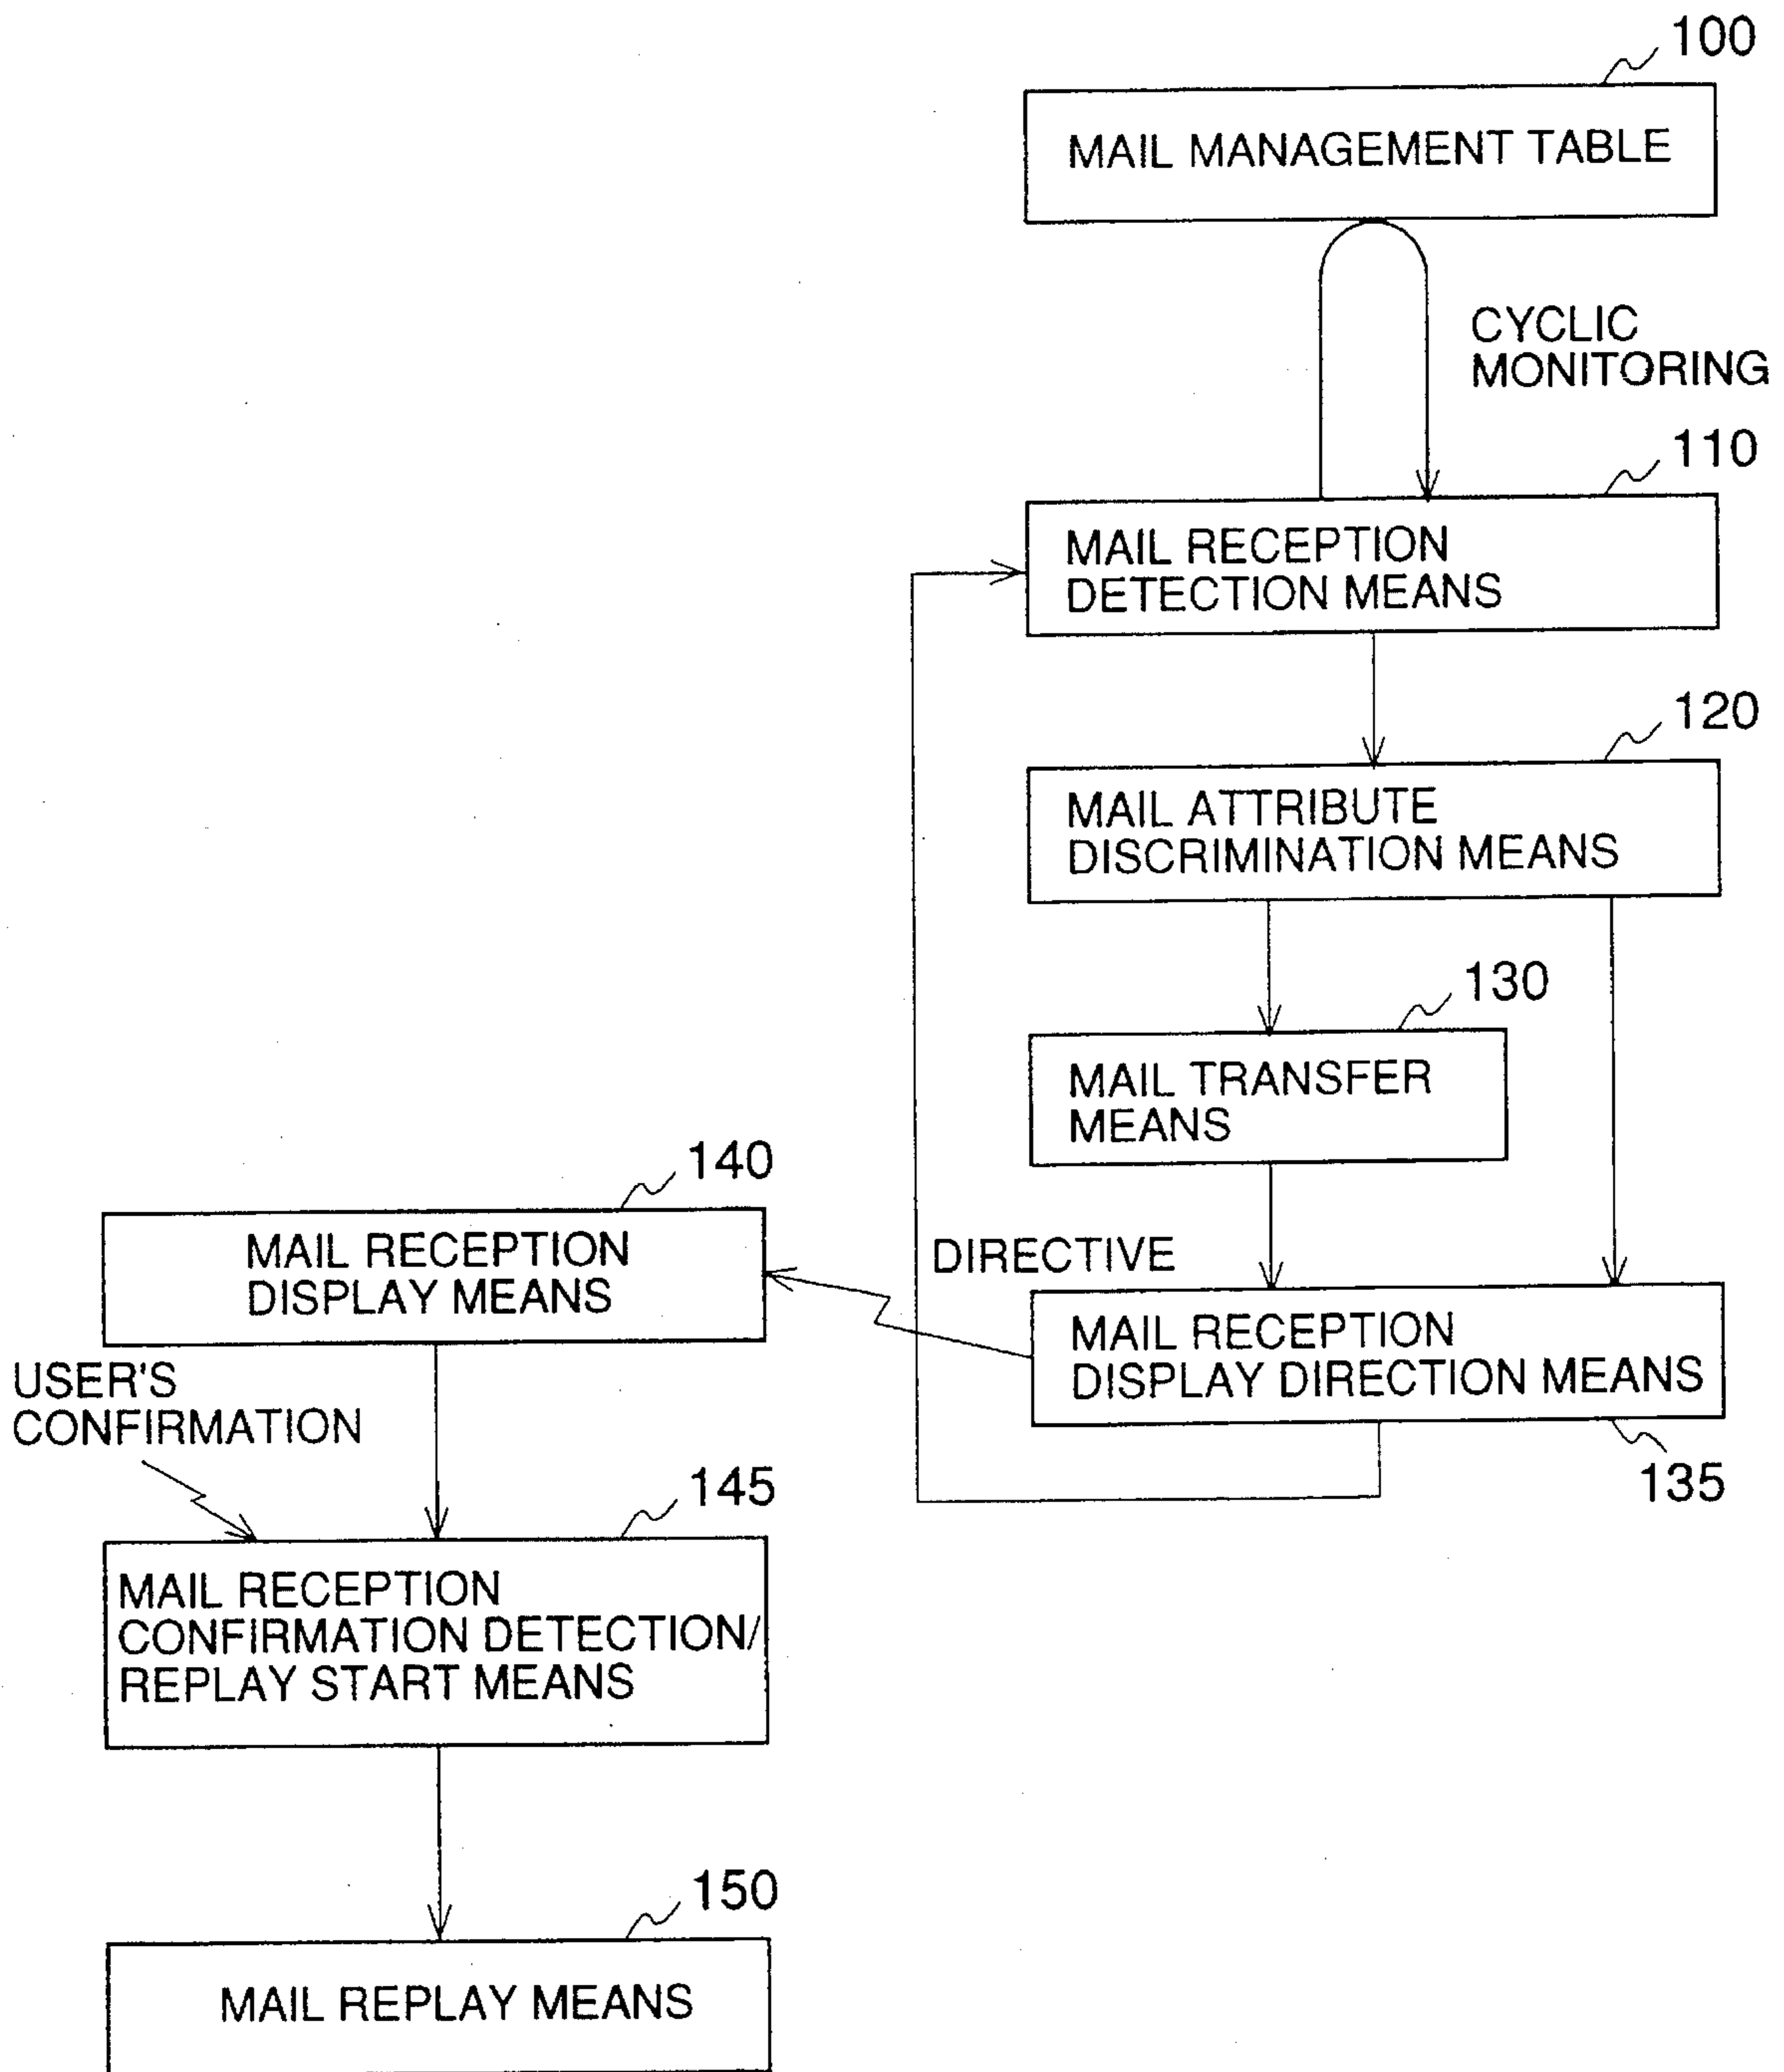 100
MAIL MANAGEMENT TABLE
CYCLIC
MONITORING
110
MAIL RECEPTION
DETECTION MEANS
120
MAIL ATTRIBUTE
DISCRIMINATION MEANS
130
MAIL TRANSFER
MEANS
140
MAIL RECEPTION
DISPLAY MEANS
DIRECTIVE
MAIL RECEPTION
DISPLAY DIRECTION MEANS
135
USER'S
CONFIRMATION
145
MAIL RECEPTION
CONFIRMATION DETECTION/
REPLAY START MEANS
150
MAIL REPLAY MEANS